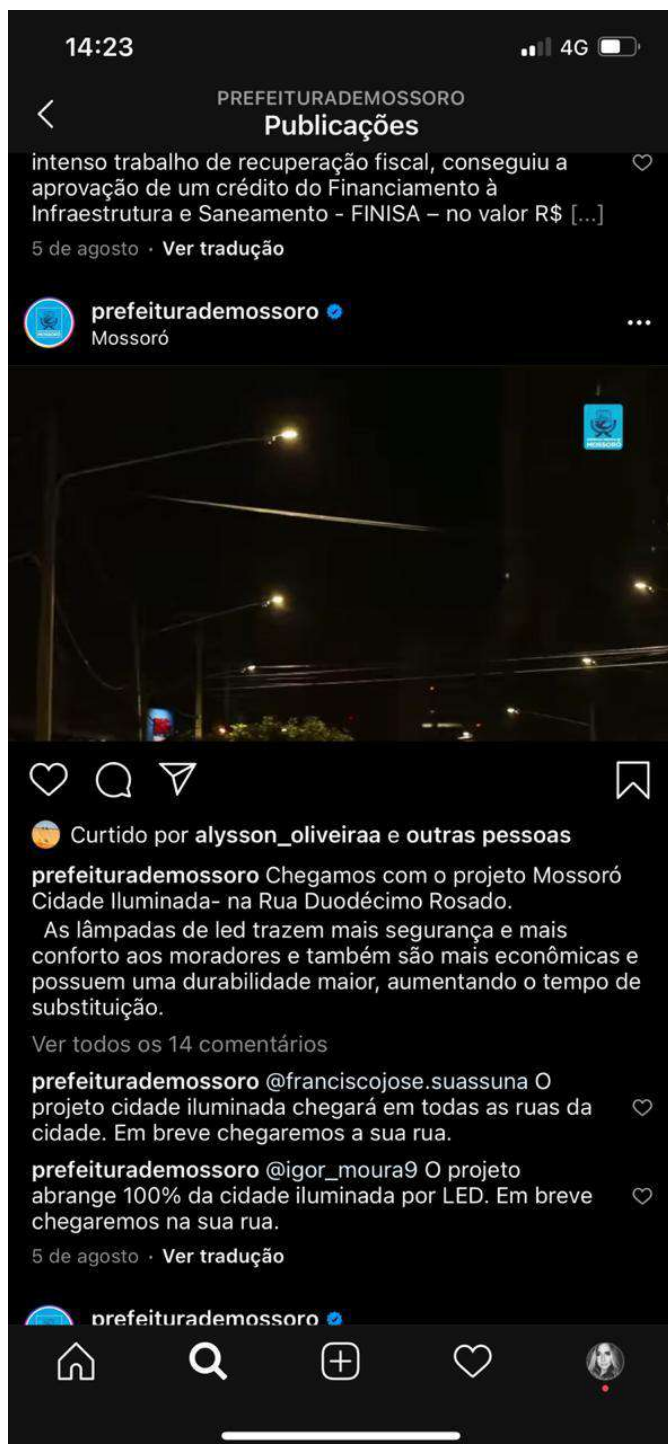 14:23
4G
PREFEITURADEMOSSORO
Publicações
intenso trabalho de recuperação fiscal, conseguiu a
aprovação de um crédito do Financiamento à
Infraestrutura e Saneamento - FINISA – no valor R$ [...]
5 de agosto · Ver tradução
prefeiturademossoro
Mossoró
MOSSORÓ
Curtido por alysson_oliveiraa e outras pessoas
prefeiturademossoro Chegamos com o projeto Mossoró
Cidade Iluminada- na Rua Duodécimo Rosado.
As lâmpadas de led trazem mais segurança e mais
conforto aos moradores e também são mais econômicas e
possuem uma durabilidade maior, aumentando o tempo de
substituição.
Ver todos os 14 comentários
prefeiturademossoro @franciscojose.suassuna O
projeto cidade iluminada chegará em todas as ruas da
cidade. Em breve chegaremos a sua rua.
prefeiturademossoro @igor_moura9 O projeto
abrange 100% da cidade iluminada por LED. Em breve
chegaremos na sua rua.
5 de agosto · Ver tradução
prefeiturademossoro